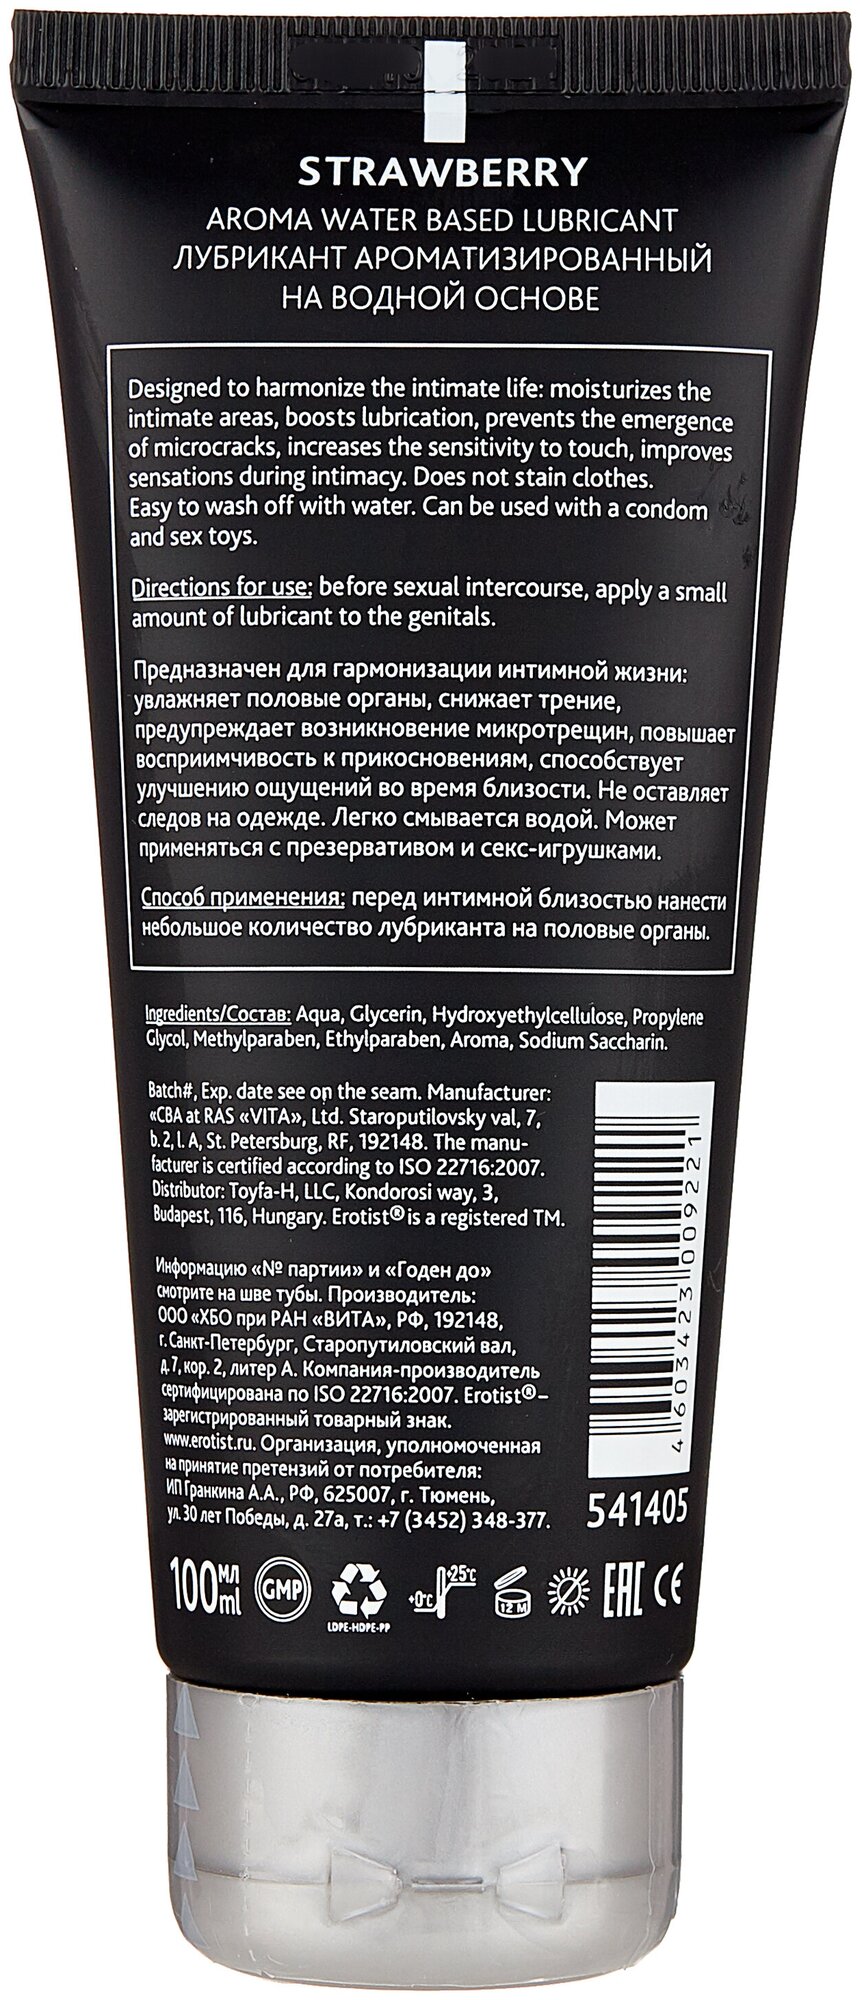 STRAWBERRY
AROMA WATER BASED LUBRICANT
ЛУБРИКАНТ АРОМАТИЗИРОВАННЫЙ
НА ВОДНОЙ ОСНОВЕ
Designed to harmonize the intimate life: moisturizes the
intimate areas, boosts lubrication, prevents the emergence
of microcracks, increases the sensitivity to touch, improves
sensations during intimacy. Does not stain clothes.
Easy to wash off with water. Can be used with a condom
and sex toys.
Directions for use: before sexual intercourse, apply a small
amount of lubricant to the genitals.
Предназначен для гармонизации интимной жизни:
увлажняет половые органы, снижает трение,
предупреждает возникновение микротрещин, повышает
восприимчивость к прикосновениям, способствует
улучшению ощущений во время близости. Не оставляет
следов на одежде. Легко смывается водой. Может
применяться с презервативом и секс-игрушками.
Способ применения: перед интимной близостью нанести
небольшое количество лубриканта на половые органы.
Ingredients/Состав: Aqua, Glycerin, Hydroxyethylcellulose, Propylene
Glycol, Methylparaben, Ethylparaben, Aroma, Sodium Saccharin.
Batch#, Exp. date see on the seam. Manufacturer:
«CBA at RAS «VITA», Ltd. Staroputilovsky val, 7,
b. 2, l. A, St. Petersburg, RF, 192148. The manu-
facturer is certified according to ISO 22716:2007.
Distributor: Toyfa-H, LLC, Kondorosi way, 3,
Budapest, 116, Hungary. Erotist® is a registered TM.
Информацию «№ партии» и «Годен до»
смотрите на шве тубы. Производитель:
ООО «ХБО при РАН «ВИТА», РФ, 192148,
г. Санкт-Петербург, Старопутиловский вал,
д. 7, кор. 2, литер А. Компания-производитель
сертифицирована по ISO 22716:2007. Erotist® –
зарегистрированный товарный знак.
www.erotist.ru. Организация, уполномоченная
на принятие претензий от потребителя:
ИП Гранкина А.А., РФ, 625007, г. Тюмень,
ул. 30 лет Победы, д. 27а, т.: +7 (3452) 348-377.
4 603423 009221
541405
100 мл ml
GMP
LDPE-HDPE-PP
+0°C +25°C
12 M
EAC CE